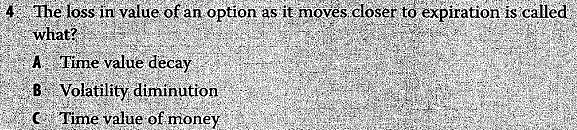 4 The loss in value of an option as it moves closer to expiration is called
what?
A Time value decay
B Volatility diminution
C Time value of money